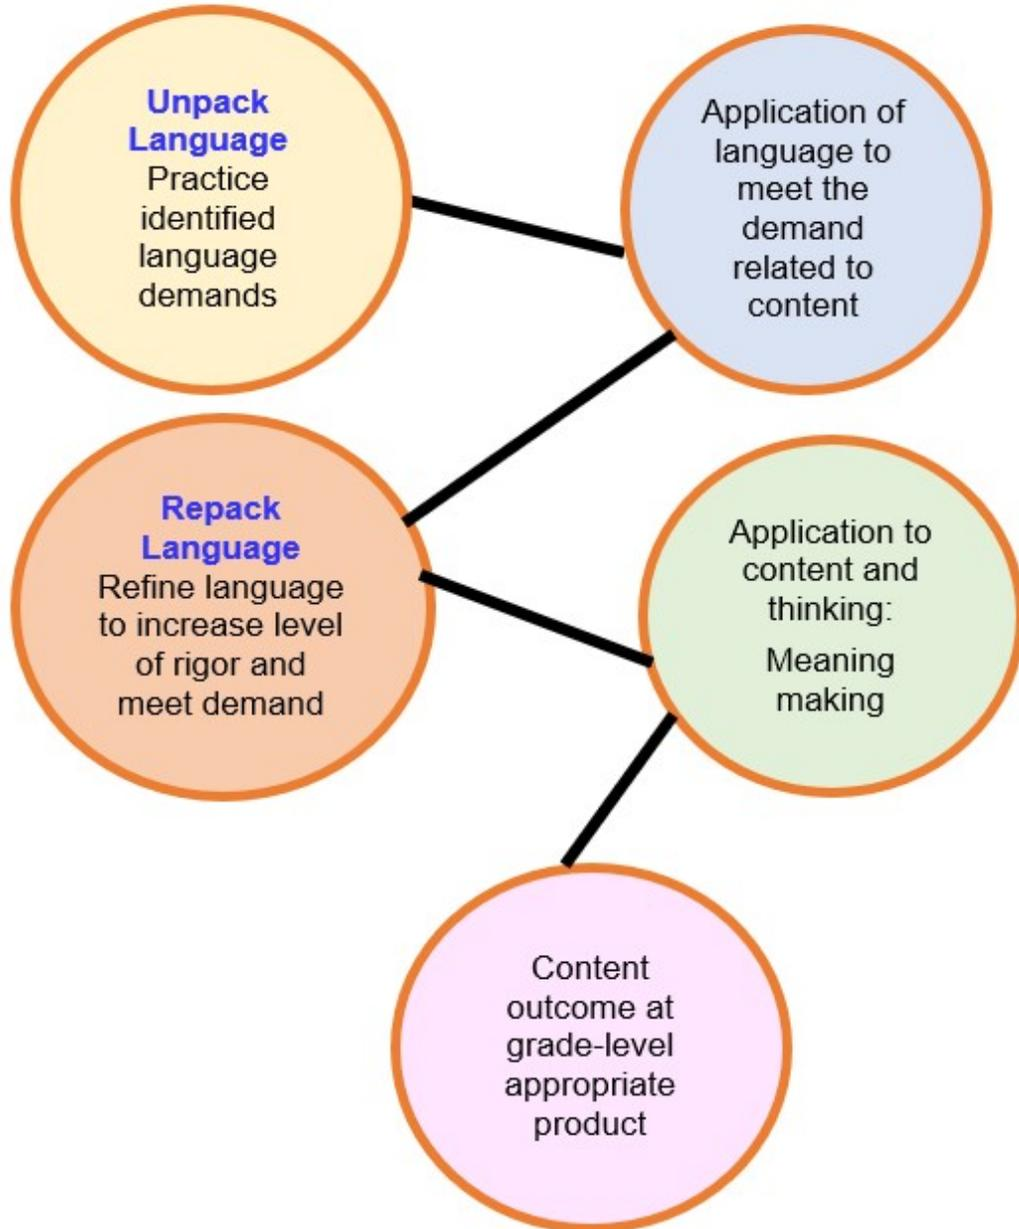 Unpack
Language
Practice
identified
language
demands
Application of
language to
meet the
demand
related to
content
Repack
Language
Refine language
to increase level
of rigor and
meet demand
Application to
content and
thinking:
Meaning
making
Content
outcome at
grade-level
appropriate
product